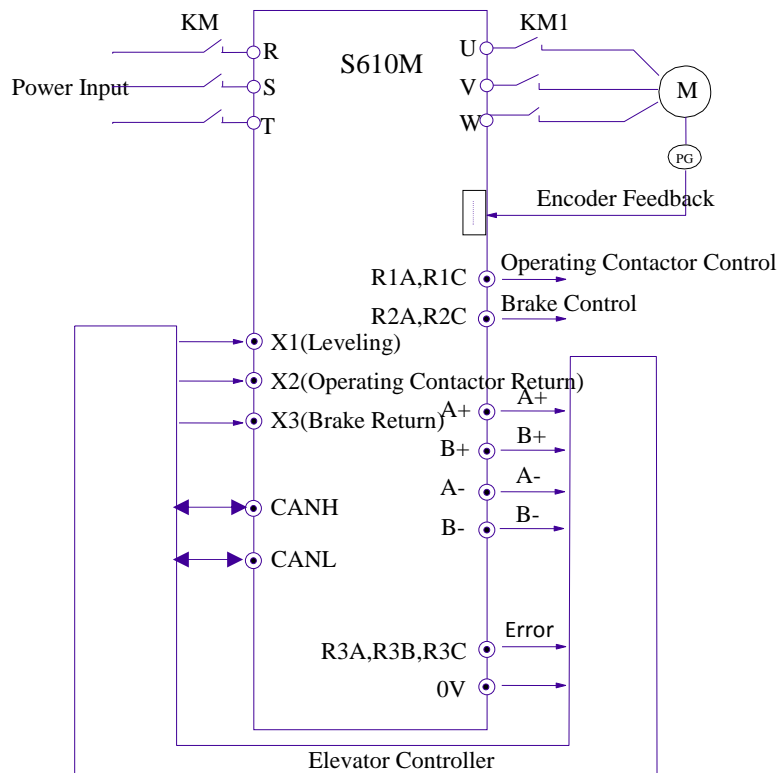 KM
KM1
R
U
S610M
Power Input
S
V
M
T
W
PG
Encoder Feedback
R1A,R1C
Operating Contactor Control
R2A,R2C
Brake Control
X1(Leveling)
X2(Operating Contactor Return)
A+
A+
X3(Brake Return)
B+
B+
A-
A-
CANH
B-
B-
CANL
Error
R3A,R3B,R3C
0V
Elevator Controller